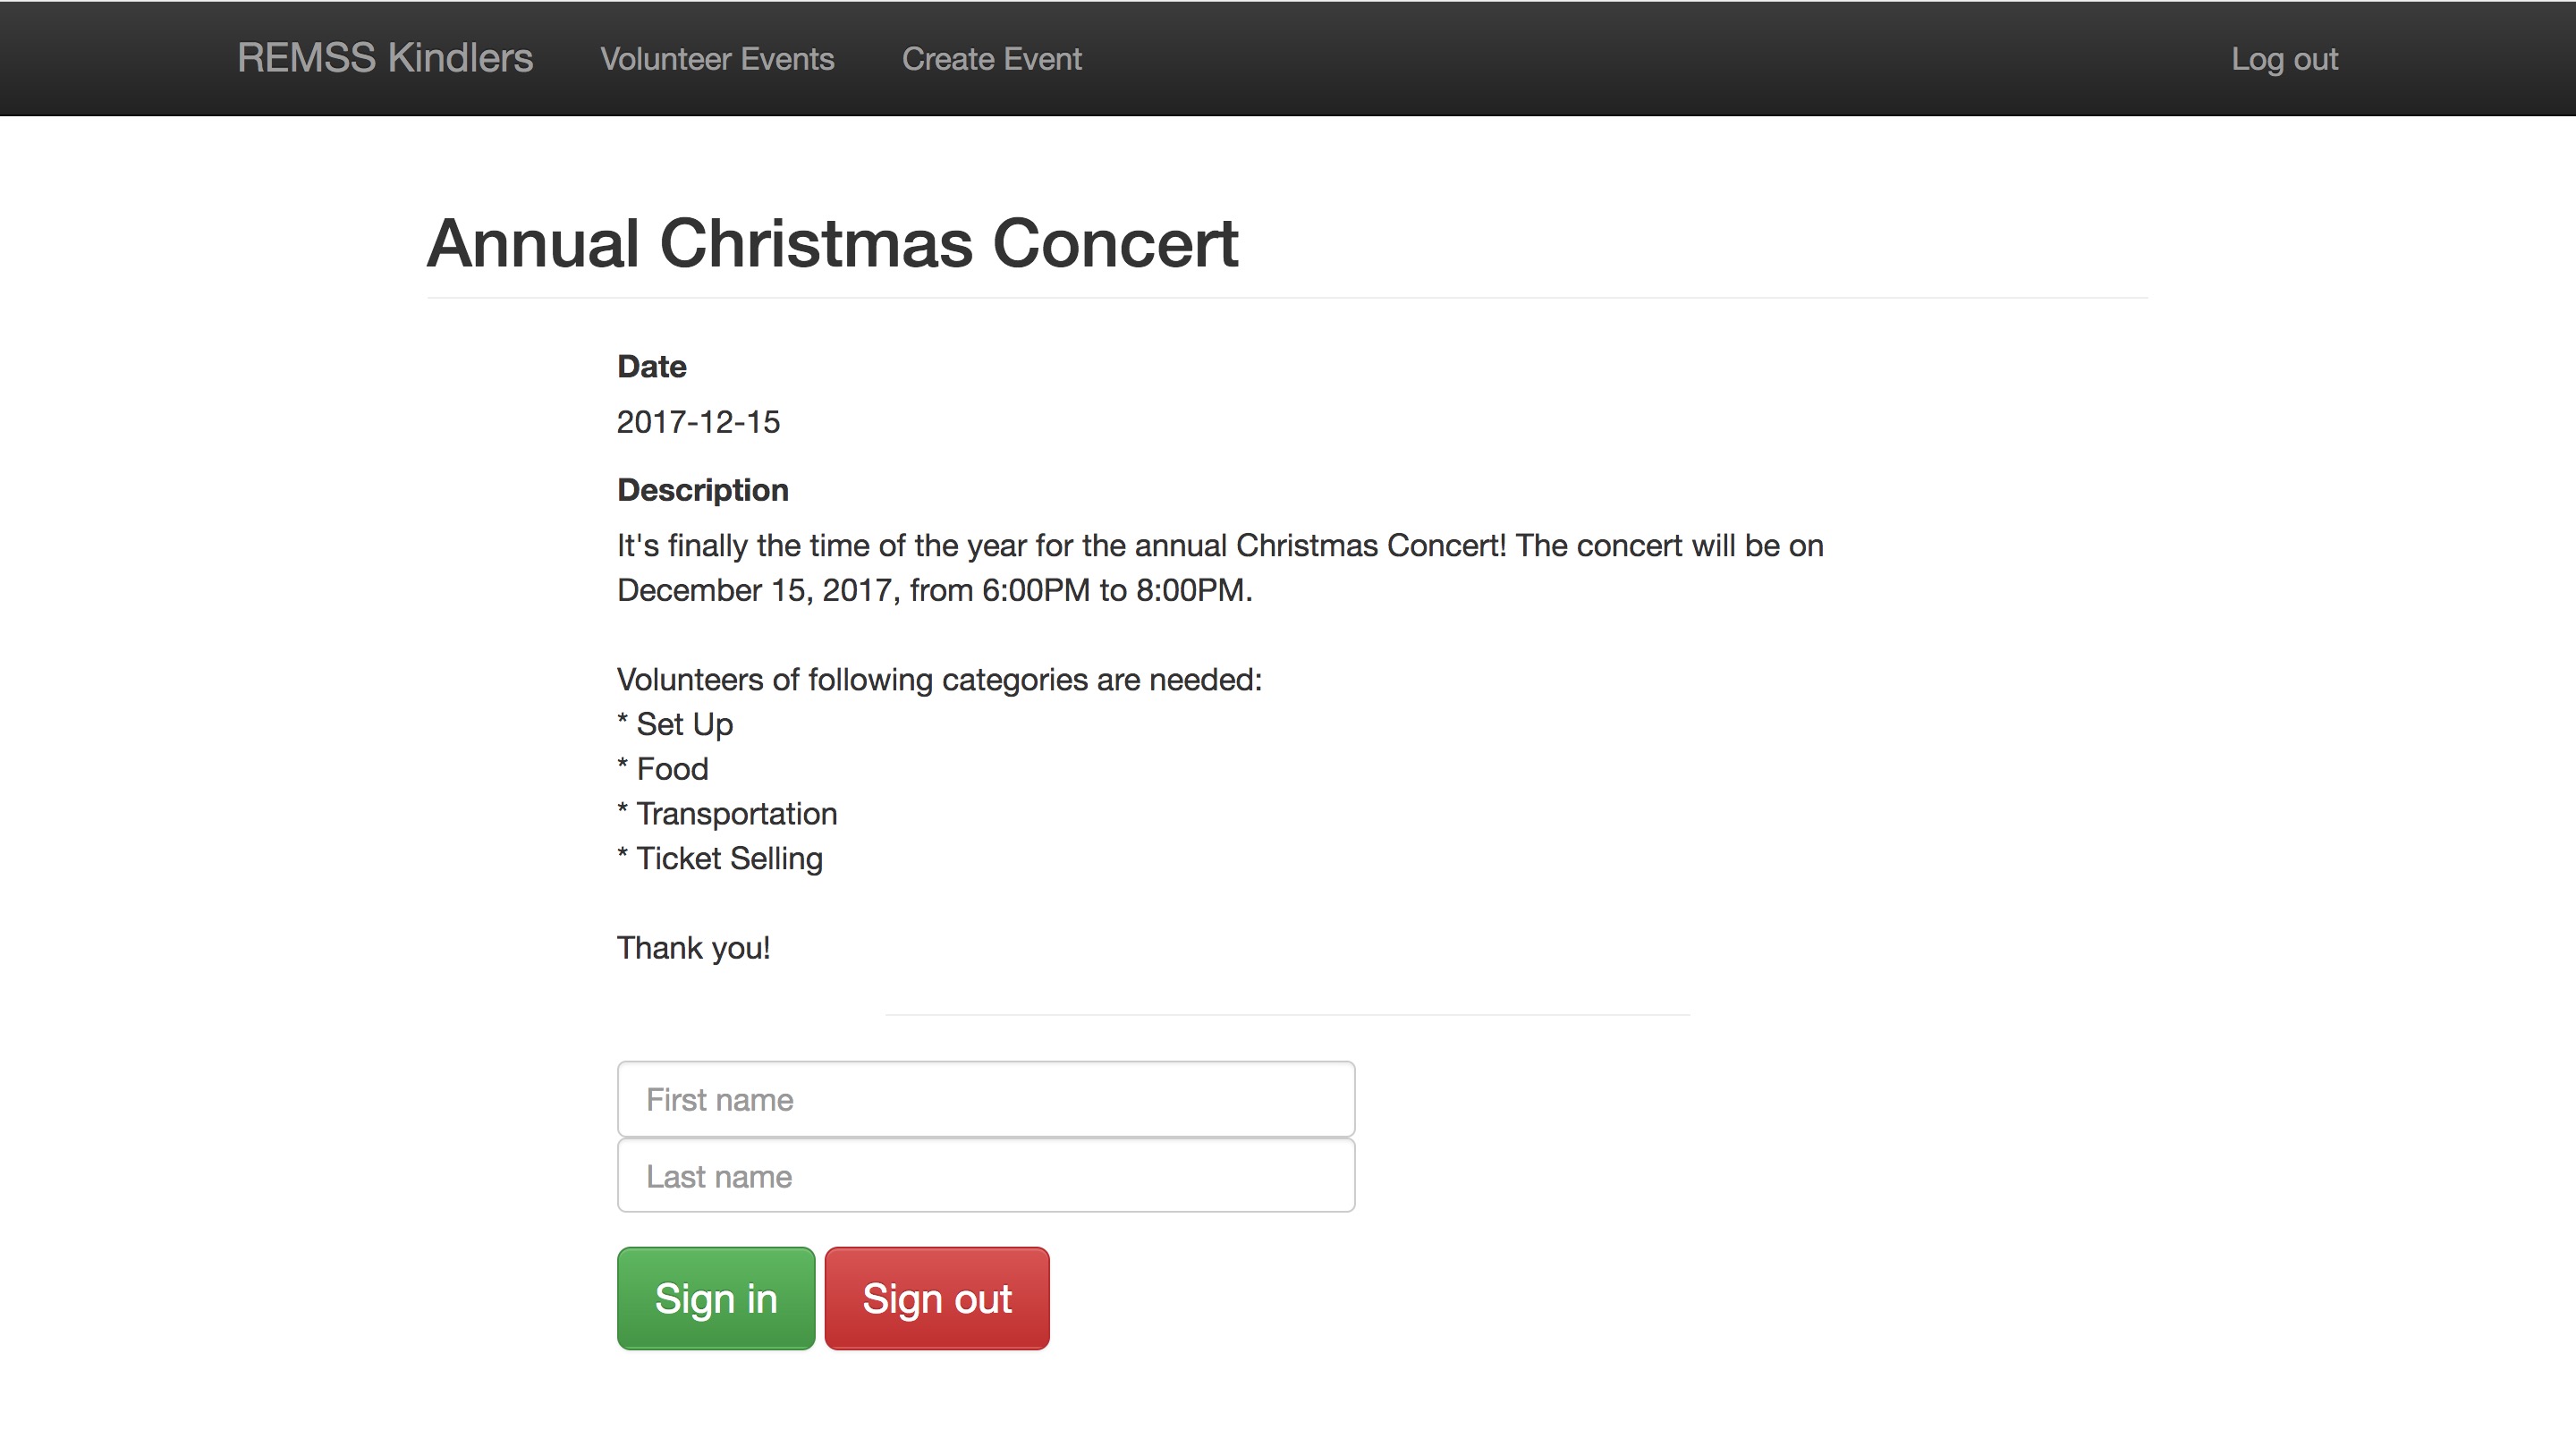 REMSS Kindlers Volunteer Events Create Event Log out
Annual Christmas Concert
Date
2017-12-15
Description
It's finally the time of the year for the annual Christmas Concert! The concert will be on
December 15, 2017, from 6:00PM to 8:00PM.
Volunteers of following categories are needed:
* Set Up
* Food
* Transportation
* Ticket Selling
Thank you!
First name
Last name
Sign in Sign out